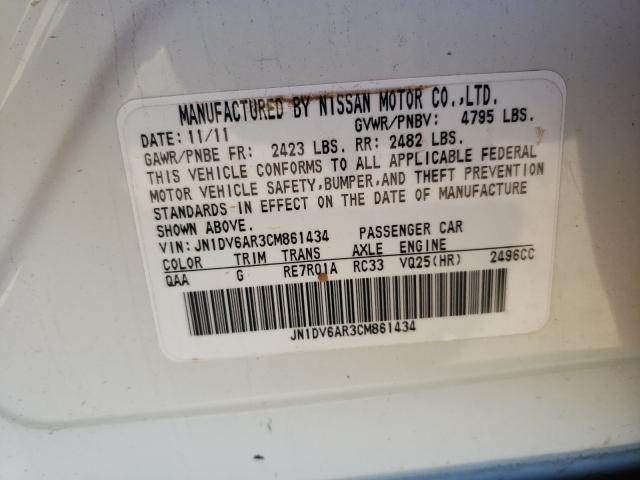 MANUFACTURED BY NISSAN MOTOR CO.,LTD.
DATE: 11/11 GVWR/PNBV: 4795 LBS.
GAWR/PNBE FR: 2423 LBS. RR: 2482 LBS.
THIS VEHICLE CONFORMS TO ALL APPLICABLE FEDERAL
MOTOR VEHICLE SAFETY,BUMPER,AND THEFT PREVENTION
STANDARDS IN EFFECT ON THE DATE OF MANUFACTURE
SHOWN ABOVE.
VIN: JN1DV6AR3CM861434 PASSENGER CAR
COLOR TRIM TRANS AXLE ENGINE
QAA G RE7R01A RC33 VQ25(HR) 2496CC
JN1DV6AR3CM861434